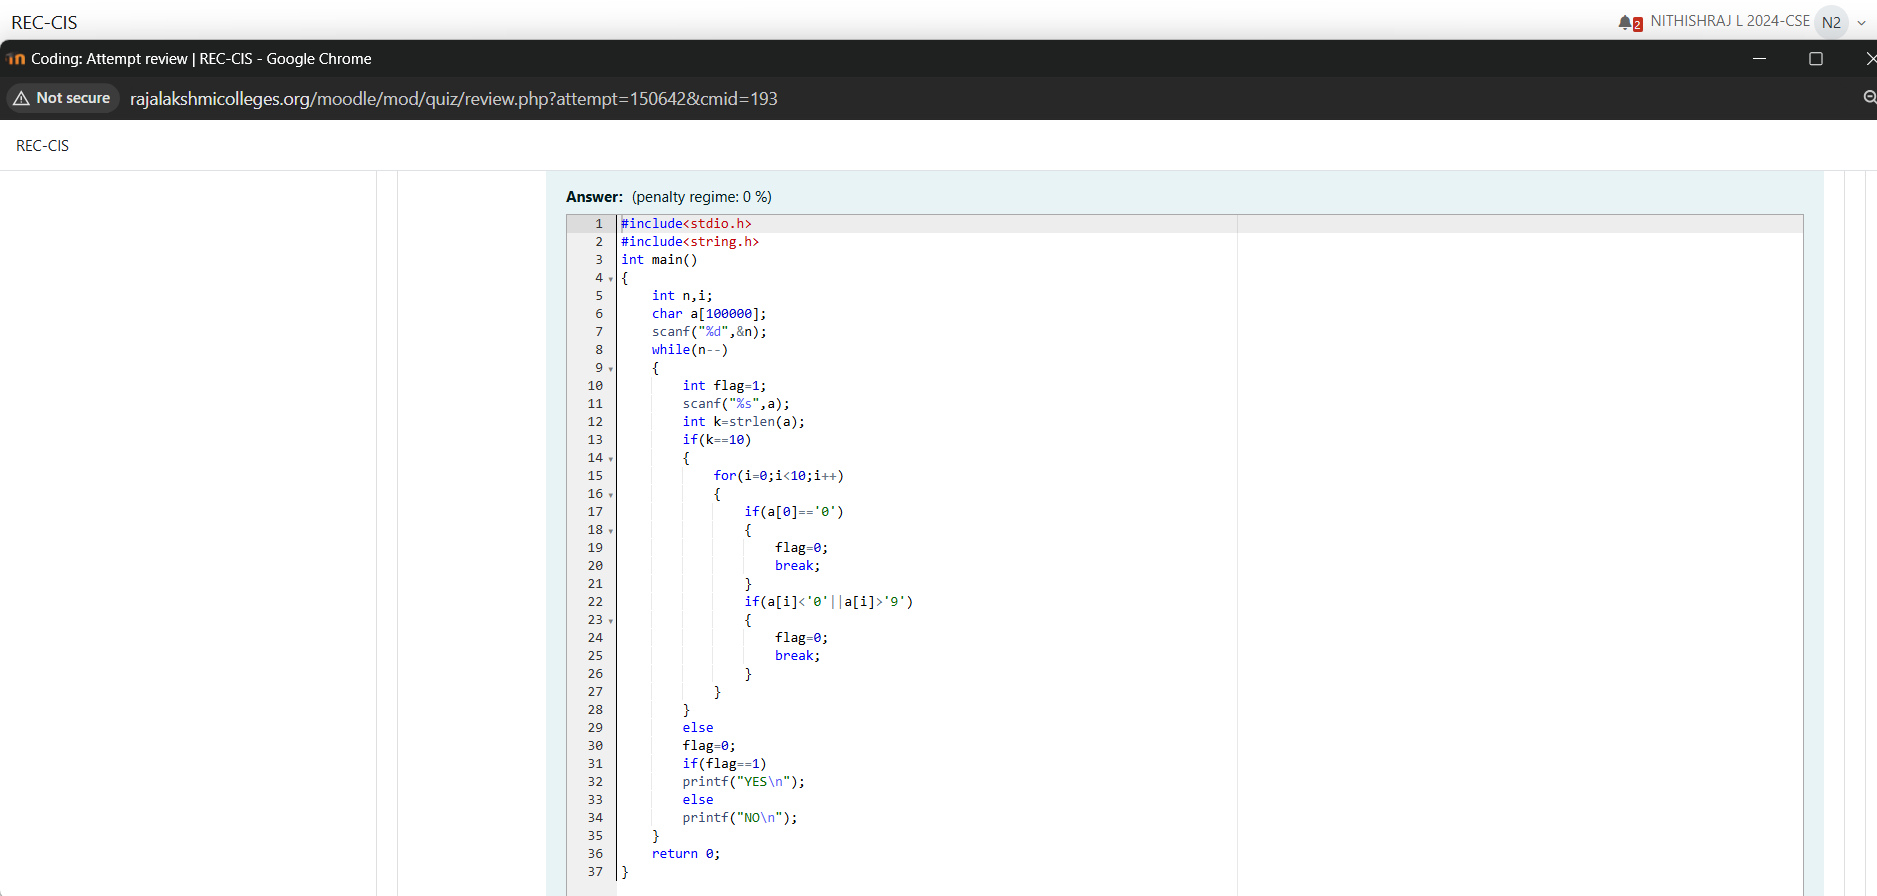 REC-CIS
2 NITHISHRAJ L 2024-CSE N2
Coding: Attempt review | REC-CIS - Google Chrome
Not secure rajalakshmicolleges.org/moodle/mod/quiz/review.php?attempt=150642&cmid=193
REC-CIS
Answer: (penalty regime: 0 %)
1 #include<stdio.h>
2 #include<string.h>
3 int main()
4 {
5 int n,i;
6 char a[100000];
7 scanf("%d",&n);
8 while(n--)
9 {
10 int flag=1;
11 scanf("%s",a);
12 int k=strlen(a);
13 if(k==10)
14 {
15 for(i=0;i<10;i++)
16 {
17 if(a[0]=='0')
18 {
19 flag=0;
20 break;
21 }
22 if(a[i]<'0'||a[i]>'9')
23 {
24 flag=0;
25 break;
26 }
27 }
28 }
29 else
30 flag=0;
31 if(flag==1)
32 printf("YES\n");
33 else
34 printf("NO\n");
35 }
36 return 0;
37 }